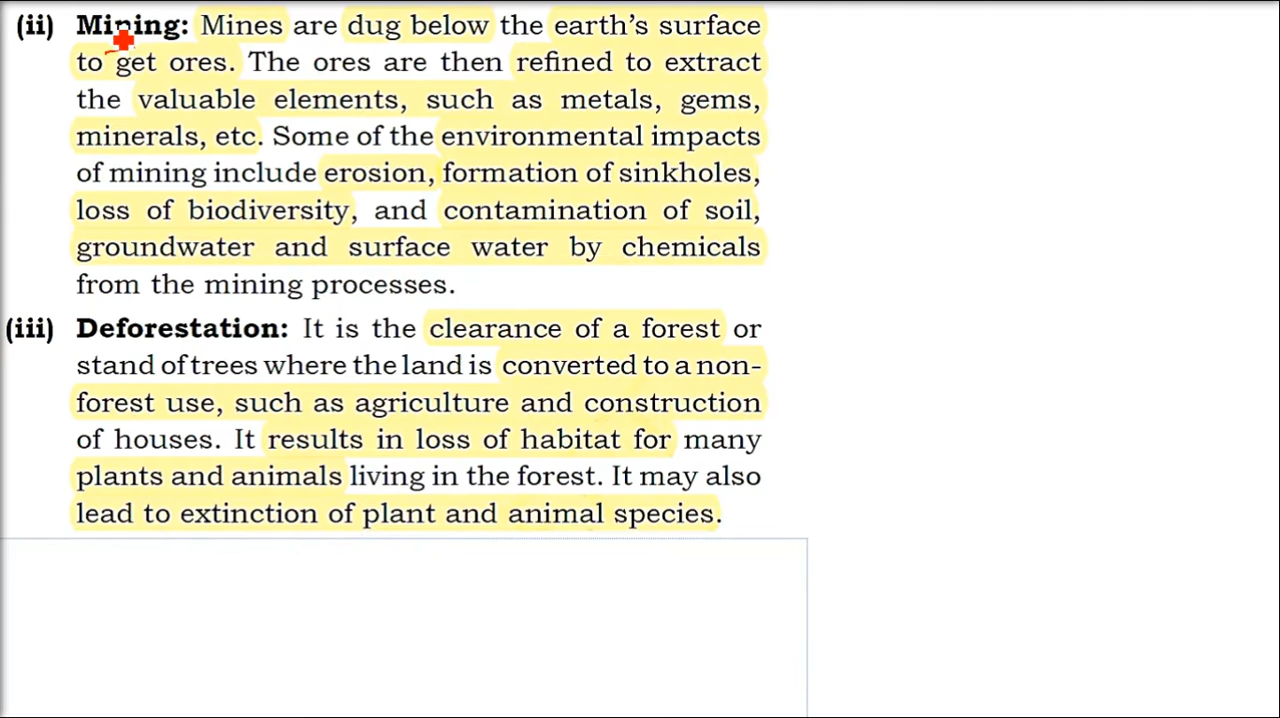 (ii) Mining: Mines are dug below the earth's surface
to get ores. The ores are then refined to extract
the valuable elements, such as metals, gems,
minerals, etc. Some of the environmental impacts
of mining include erosion, formation of sinkholes,
loss of biodiversity, and contamination of soil,
groundwater and surface water by chemicals
from the mining processes.
(iii) Deforestation: It is the clearance of a forest or
stand of trees where the land is converted to a non-
forest use, such as agriculture and construction
of houses. It results in loss of habitat for many
plants and animals living in the forest. It may also
lead to extinction of plant and animal species.